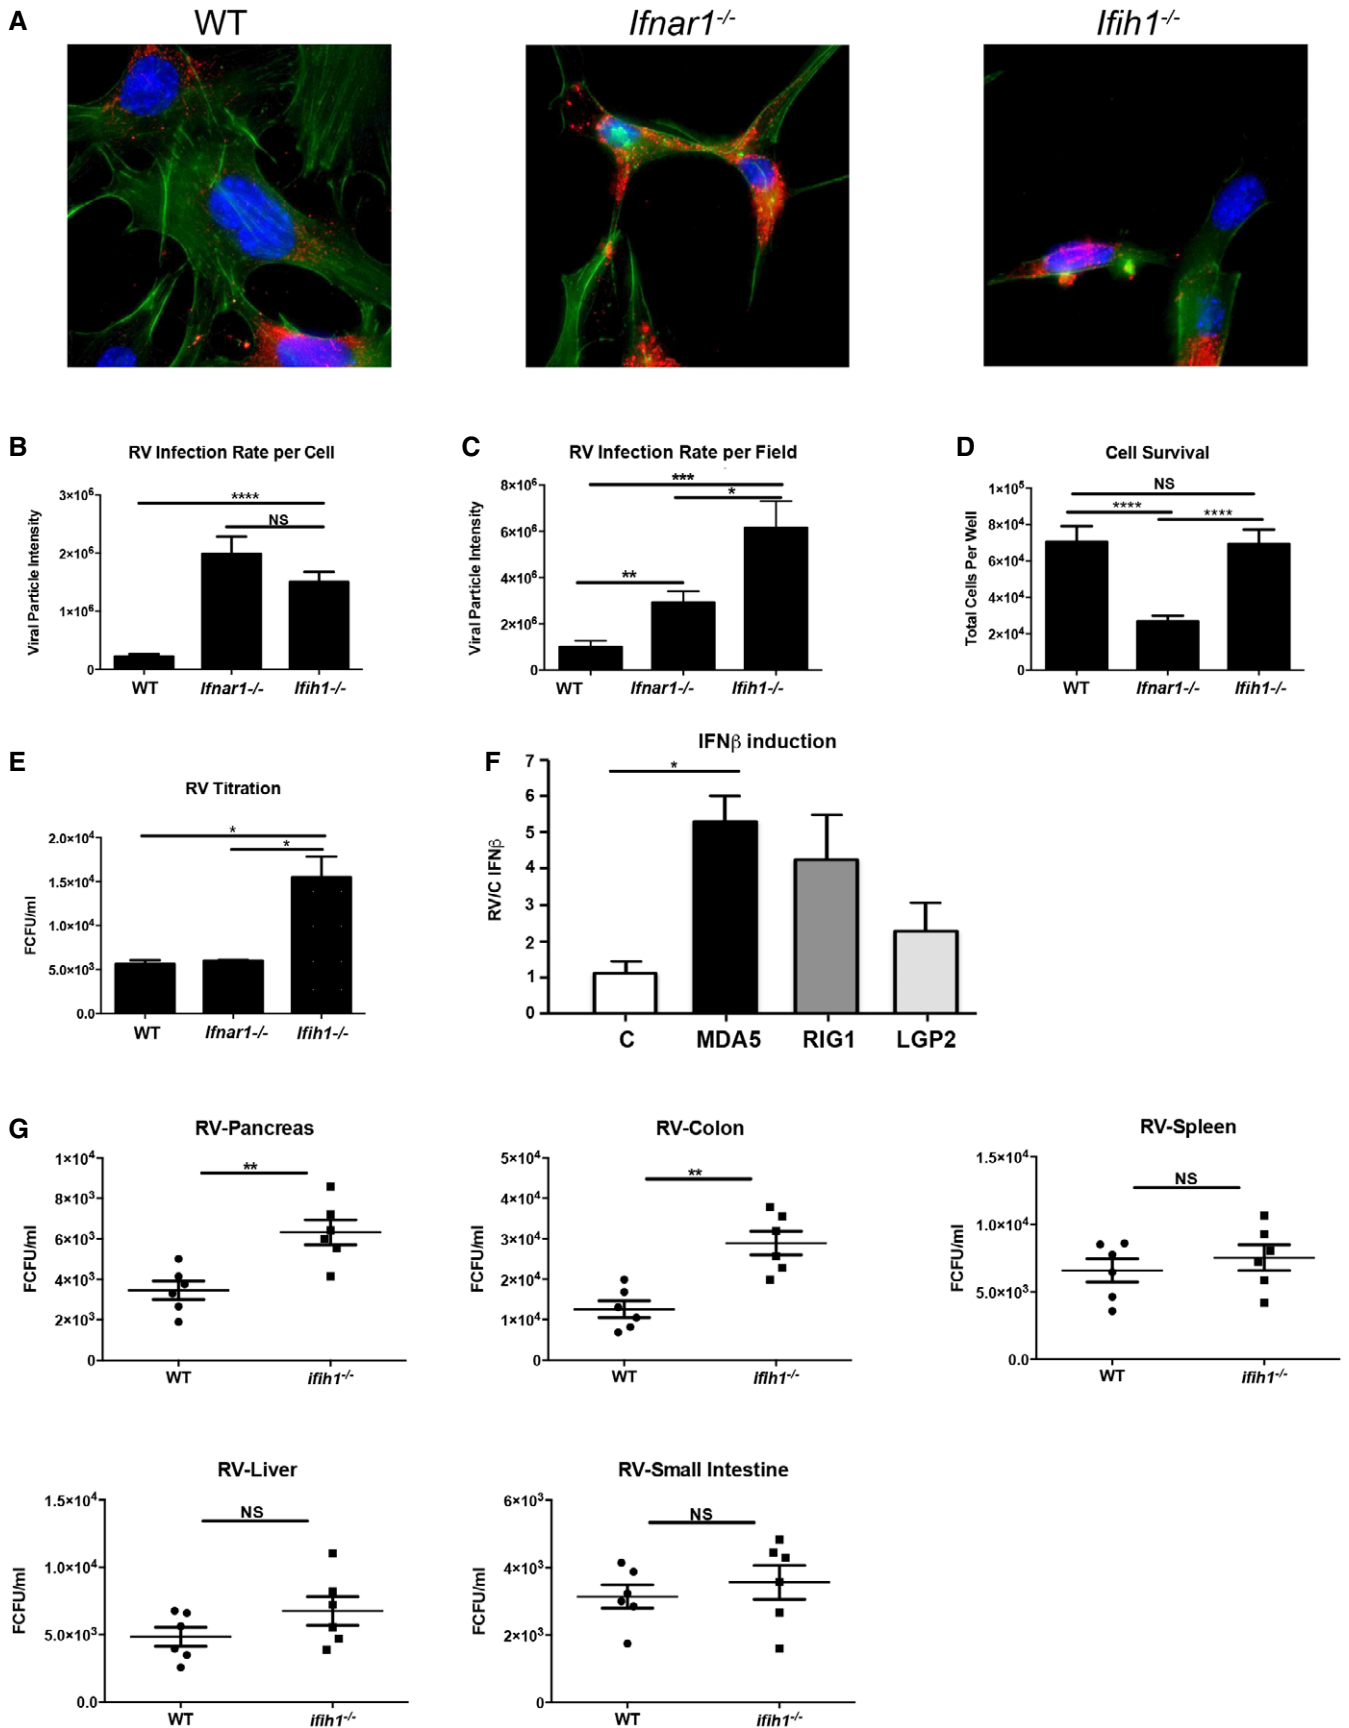 A
WT
Ifnar1-/-
Ifih1-/-
B
RV Infection Rate per Cell
Viral Particle Intensity
3×10⁶
2×10⁶
1×10⁶
0
****
NS
WT
Ifnar1-/-
Ifih1-/-
C
RV Infection Rate per Field
Viral Particle Intensity
8×10⁶
6×10⁶
4×10⁶
2×10⁶
0
***
*
**
WT
Ifnar1-/-
Ifih1-/-
D
Cell Survival
Total Cells Per Well
1×10⁵
8×10⁴
6×10⁴
4×10⁴
2×10⁴
0
NS
****
****
WT
Ifnar1-/-
Ifih1-/-
E
RV Titration
FCFU/ml
2.0×10⁴
1.5×10⁴
1.0×10⁴
5.0×10³
0.0
*
*
WT
Ifnar1-/-
Ifih1-/-
F
IFNβ induction
RV/C IFNβ
7
6
5
4
3
2
1
0
*
C
MDA5
RIG1
LGP2
G
RV-Pancreas
FCFU/ml
1×10⁴
8×10³
6×10³
4×10³
2×10³
0
**
WT
ifih1-/-
RV-Colon
FCFU/ml
5×10⁴
4×10⁴
3×10⁴
2×10⁴
1×10⁴
0
**
WT
ifih1-/-
RV-Spleen
FCFU/ml
1.5×10⁴
1.0×10⁴
5.0×10³
0.0
NS
WT
ifih1-/-
RV-Liver
FCFU/ml
1.5×10⁴
1.0×10⁴
5.0×10³
0.0
NS
WT
ifih1-/-
RV-Small Intestine
FCFU/ml
6×10³
4×10³
2×10³
0
NS
WT
ifih1-/-